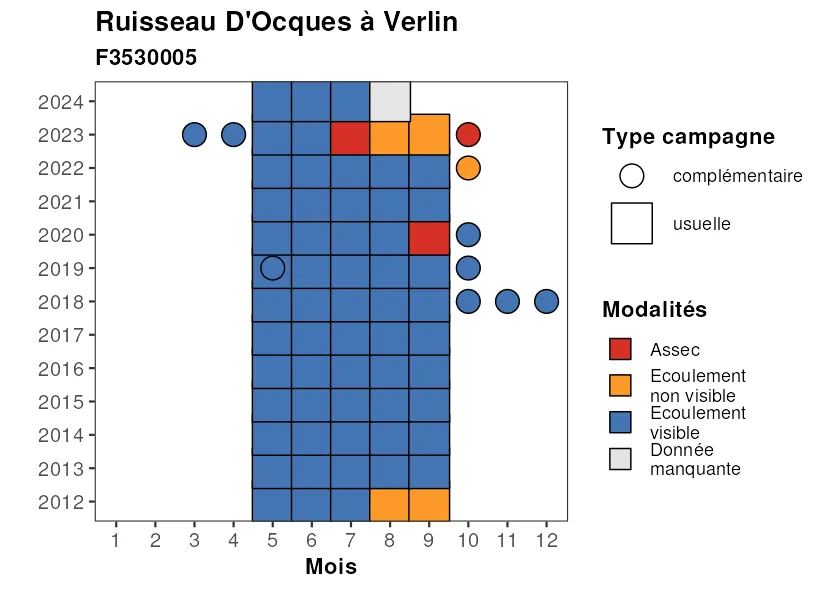 Ruisseau D'Ocques à Verlin
F3530005
2024
2023
2022
2021
2020
2019
2018
2017
2016
2015
2014
2013
2012
1 2 3 4 5 6 7 8 9 10 11 12
Mois
Type campagne
complémentaire
usuelle
Modalités
Assec
Ecoulement
non visible
Ecoulement
visible
Donnée
manquante